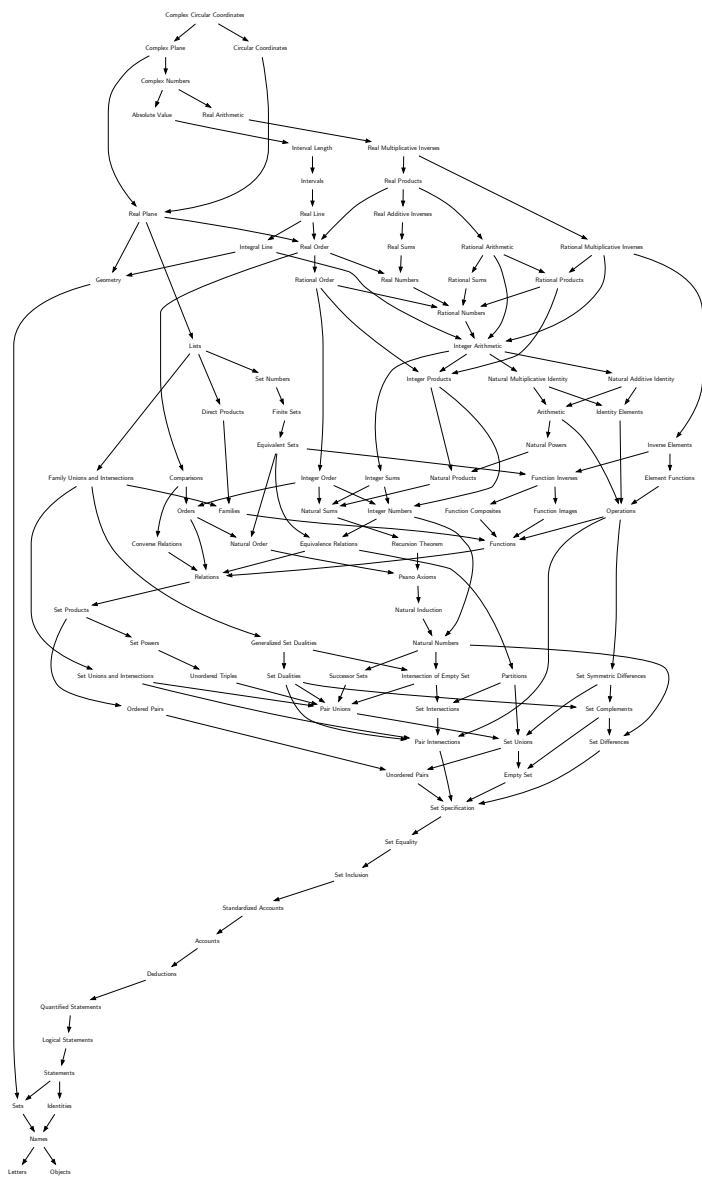 Complex Circular Coordinates
Complex Plane
Circular Coordinates
Complex Numbers
Absolute Value
Real Arithmetic
Interval Length
Real Multiplicative Inverses
Intervals
Real Products
Real Plane
Real Line
Real Additive Inverses
Integral Line
Real Order
Real Sums
Rational Arithmetic
Rational Multiplicative Inverses
Geometry
Rational Order
Real Numbers
Rational Sums
Rational Products
Rational Numbers
Lists
Integer Arithmetic
Set Numbers
Integer Products
Natural Multiplicative Identity
Natural Additive Identity
Direct Products
Finite Sets
Arithmetic
Identity Elements
Equivalent Sets
Natural Powers
Inverse Elements
Family Unions and Intersections
Comparisons
Integer Order
Integer Sums
Natural Products
Function Inverses
Element Functions
Orders
Families
Natural Sums
Integer Numbers
Function Composites
Function Images
Operations
Converse Relations
Natural Order
Equivalence Relations
Recursion Theorem
Functions
Relations
Peano Axioms
Set Products
Natural Induction
Set Powers
Generalized Set Dualities
Natural Numbers
Set Unions and Intersections
Unordered Triples
Set Dualities
Successor Sets
Intersection of Empty Set
Partitions
Set Symmetric Differences
Ordered Pairs
Pair Unions
Set Intersections
Set Complements
Pair Intersections
Set Unions
Set Differences
Unordered Pairs
Empty Set
Set Specification
Set Equality
Set Inclusion
Standardized Accounts
Accounts
Deductions
Quantified Statements
Logical Statements
Statements
Sets
Identities
Names
Letters
Objects